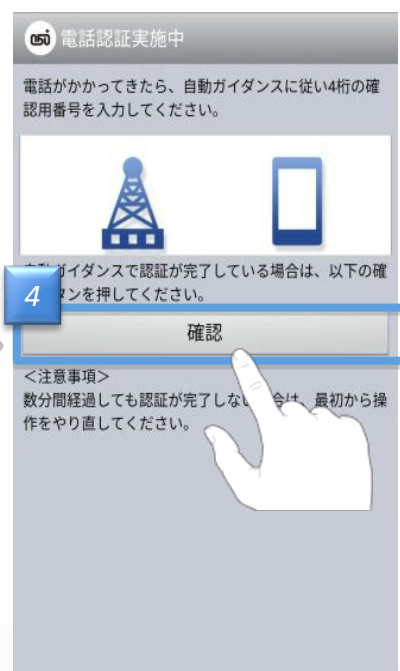 050 電話認証実施中
電話がかかってきたら、自動ガイダンスに従い4桁の確
認用番号を入力してください。
動ガイダンスで認証が完了している場合は、以下の確
4
タンを押してください。
確認
<注意事項>
数分間経過しても認証が完了しない 合は、最初から操
作をやり直してください。